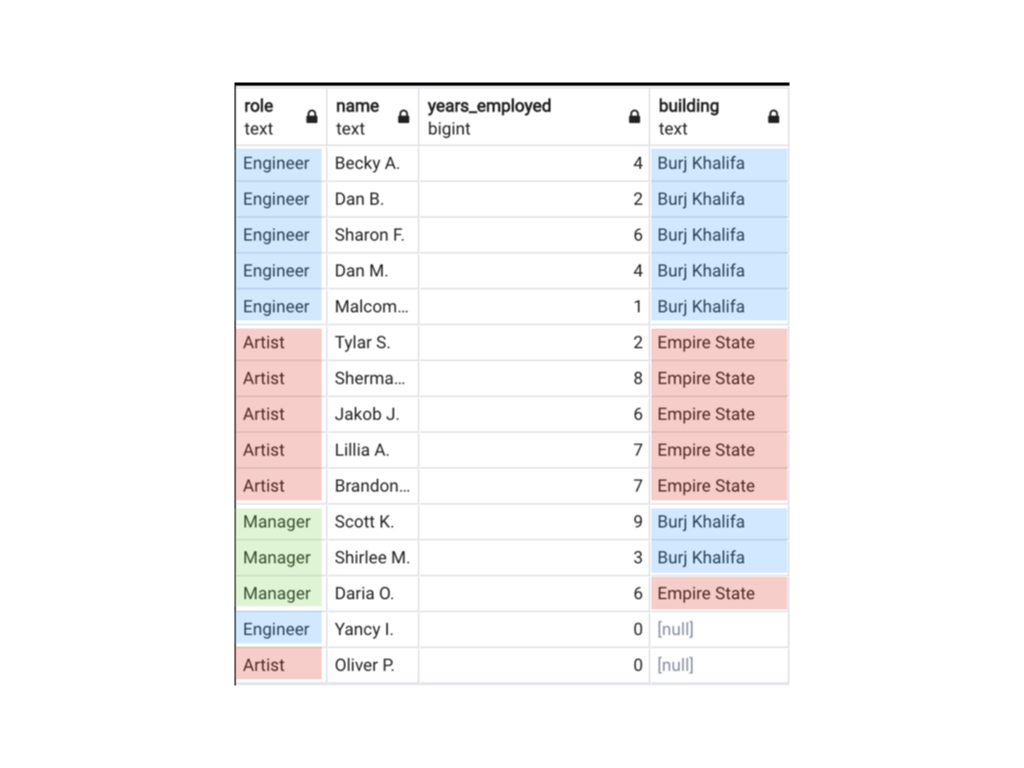 role name years_employed building
text text bigint text
Engineer Becky A. 4 Burj Khalifa
Engineer Dan B. 2 Burj Khalifa
Engineer Sharon F. 6 Burj Khalifa
Engineer Dan M. 4 Burj Khalifa
Engineer Malcom... 1 Burj Khalifa
Artist Tylar S. 2 Empire State
Artist Sherma... 8 Empire State
Artist Jakob J. 6 Empire State
Artist Lillia A. 7 Empire State
Artist Brandon... 7 Empire State
Manager Scott K. 9 Burj Khalifa
Manager Shirlee M. 3 Burj Khalifa
Manager Daria O. 6 Empire State
Engineer Yancy I. 0 [null]
Artist Oliver P. 0 [null]